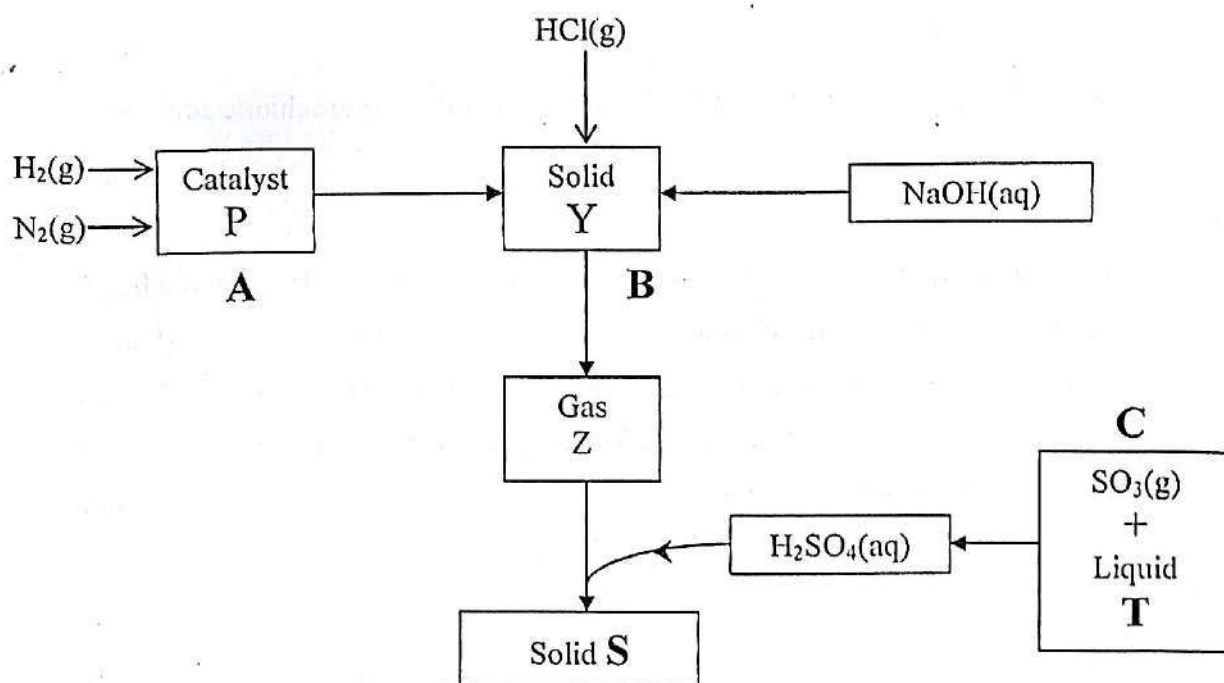 HCl(g)
H₂(g)
N₂(g)
Catalyst
P
A
Solid
Y
B
NaOH(aq)
Gas
Z
C
SO₃(g)
+
Liquid
T
H₂SO₄(aq)
Solid S